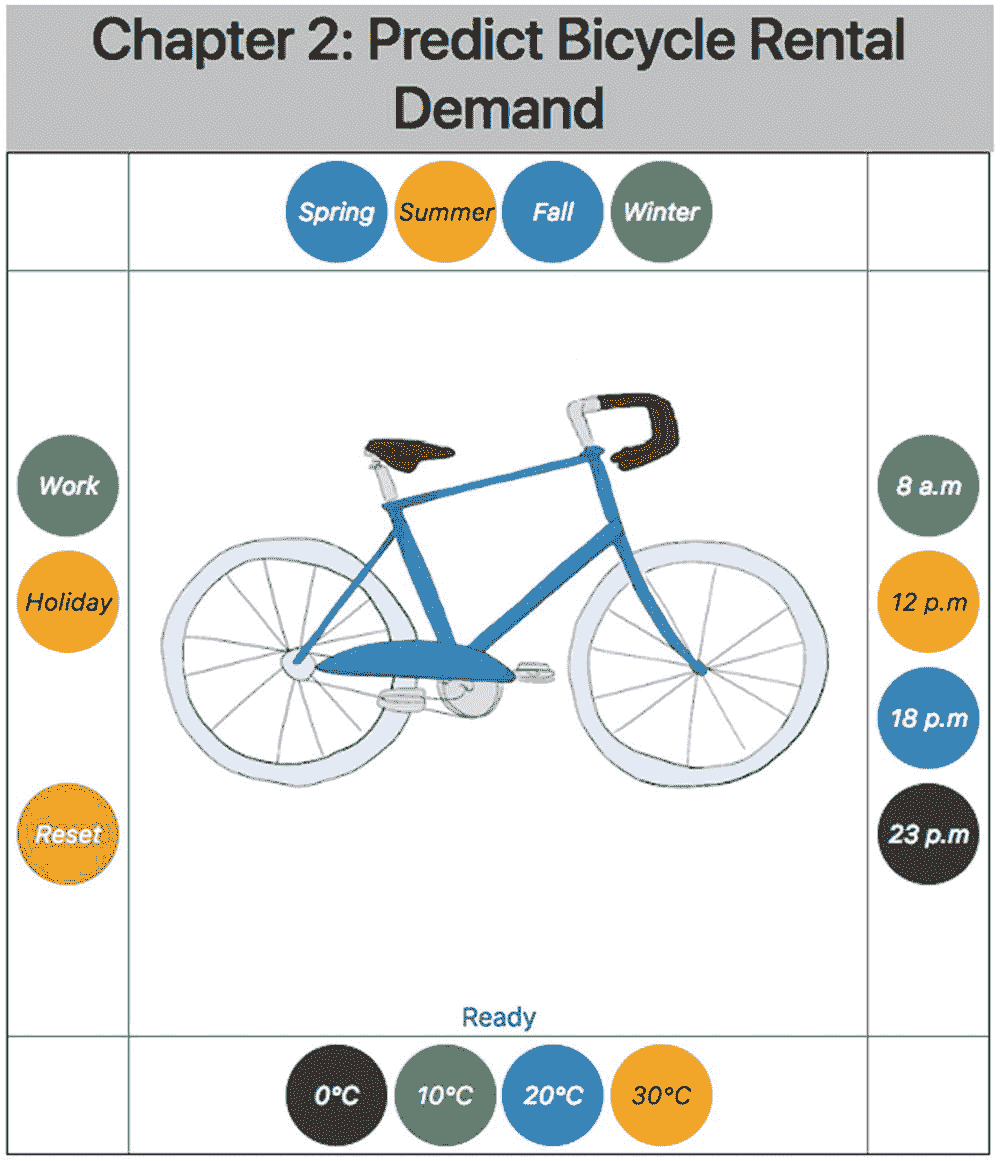 Chapter 2: Predict Bicycle Rental
Demand
Spring
Summer
Fall
Winter
Work
Holiday
Reset
8 a.m
12 p.m
18 p.m
23 p.m
Ready
0°C
10°C
20°C
30°C